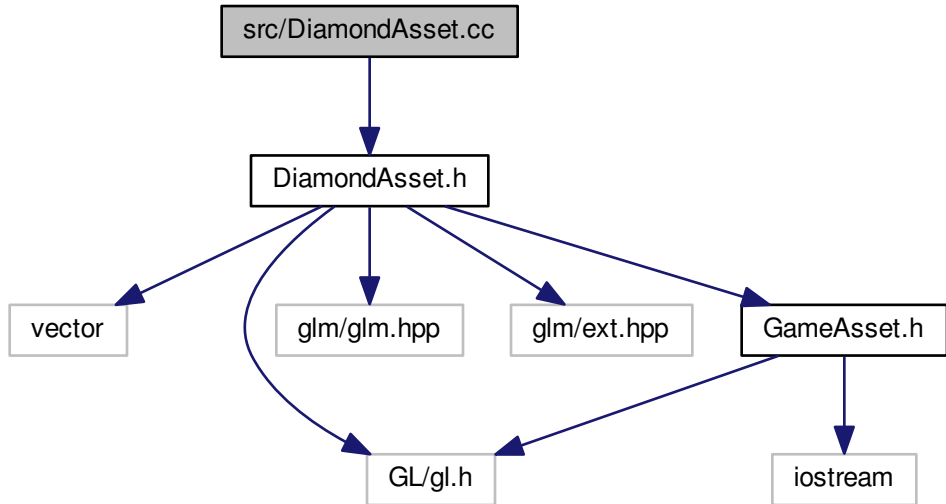 src/DiamondAsset.cc
DiamondAsset.h
vector
glm/glm.hpp
glm/ext.hpp
GameAsset.h
GL/gl.h
iostream